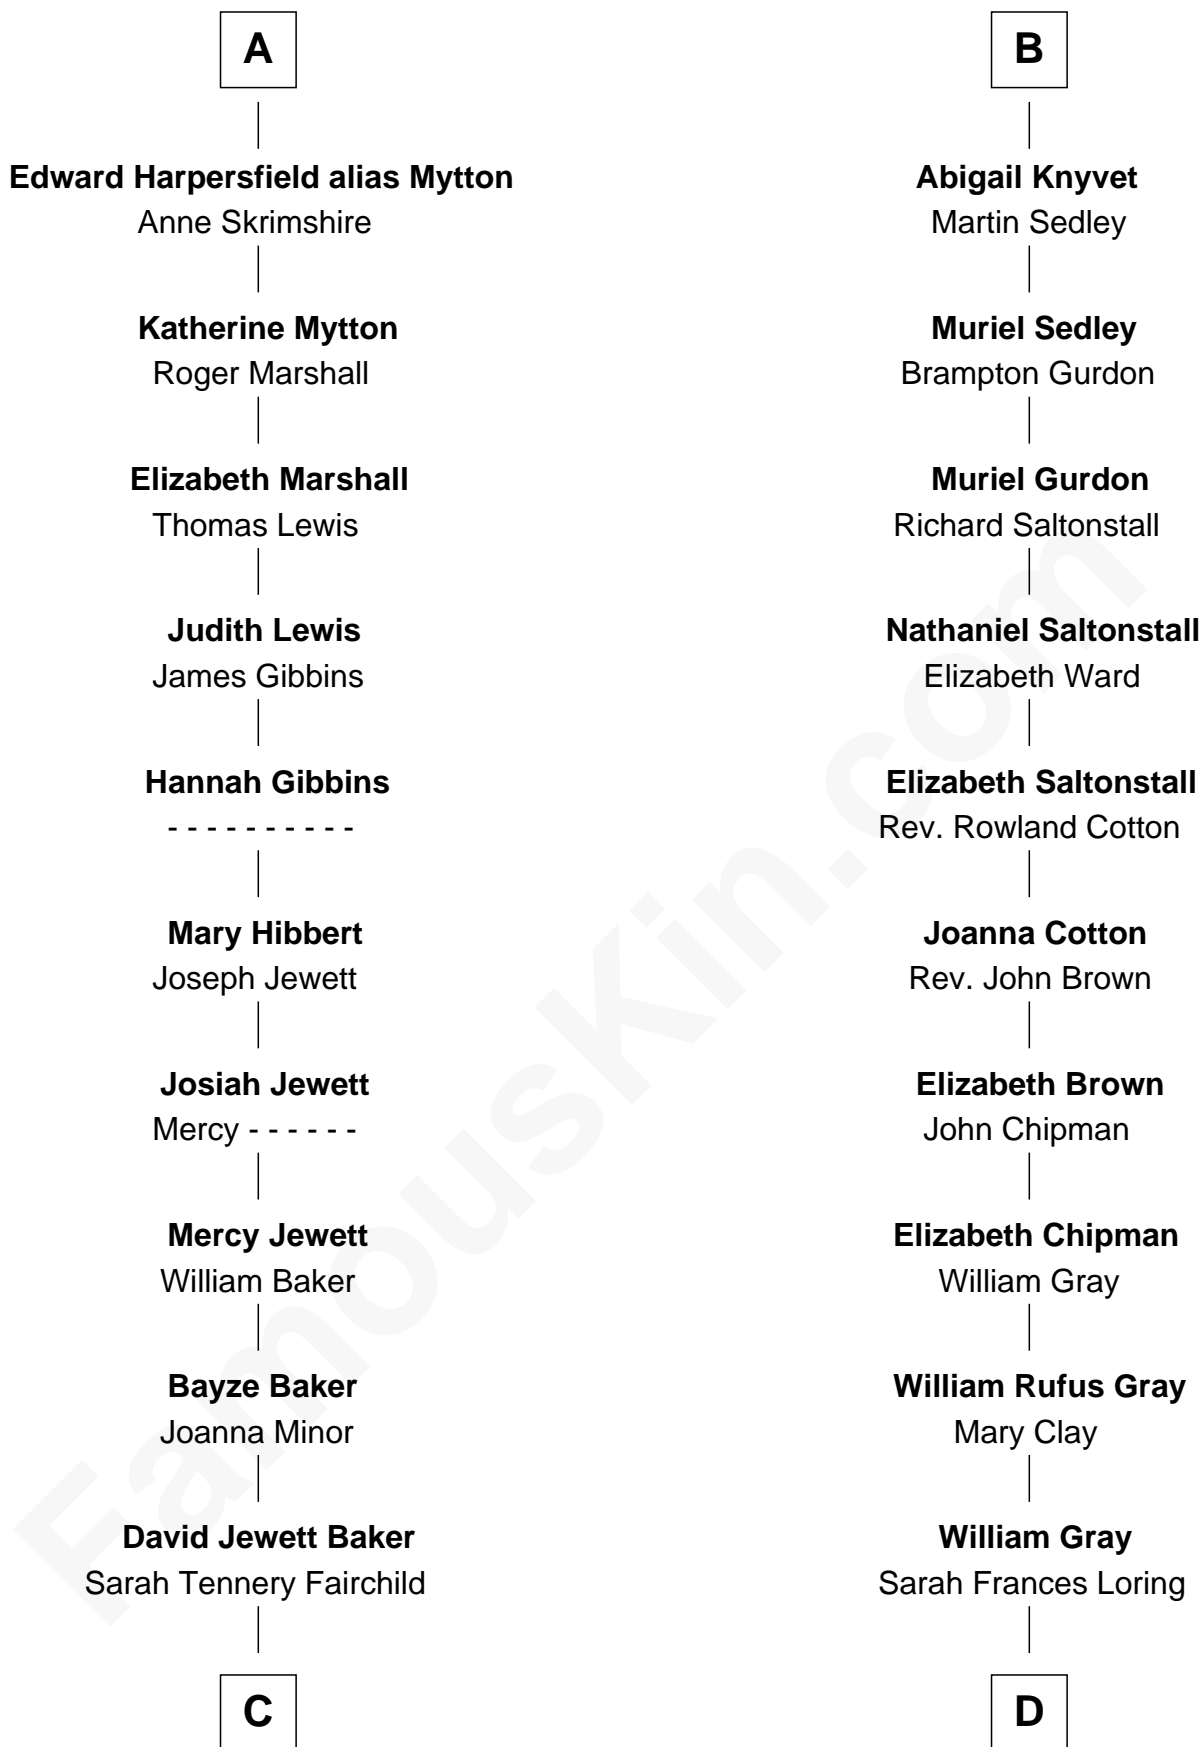 A
Edward Harpersfield alias Mytton
Anne Skrimshire
Katherine Mytton
Roger Marshall
Elizabeth Marshall
Thomas Lewis
Judith Lewis
James Gibbins
Hannah Gibbins
- - - - - - - - - -
Mary Hibbert
Joseph Jewett
Josiah Jewett
Mercy - - - - - -
Mercy Jewett
William Baker
Bayze Baker
Joanna Minor
David Jewett Baker
Sarah Tennery Fairchild
C
B
Abigail Knyvet
Martin Sedley
Muriel Sedley
Brampton Gurdon
Muriel Gurdon
Richard Saltonstall
Nathaniel Saltonstall
Elizabeth Ward
Elizabeth Saltonstall
Rev. Rowland Cotton
Joanna Cotton
Rev. John Brown
Elizabeth Brown
John Chipman
Elizabeth Chipman
William Gray
William Rufus Gray
Mary Clay
William Gray
Sarah Frances Loring
D
FamousKin.com